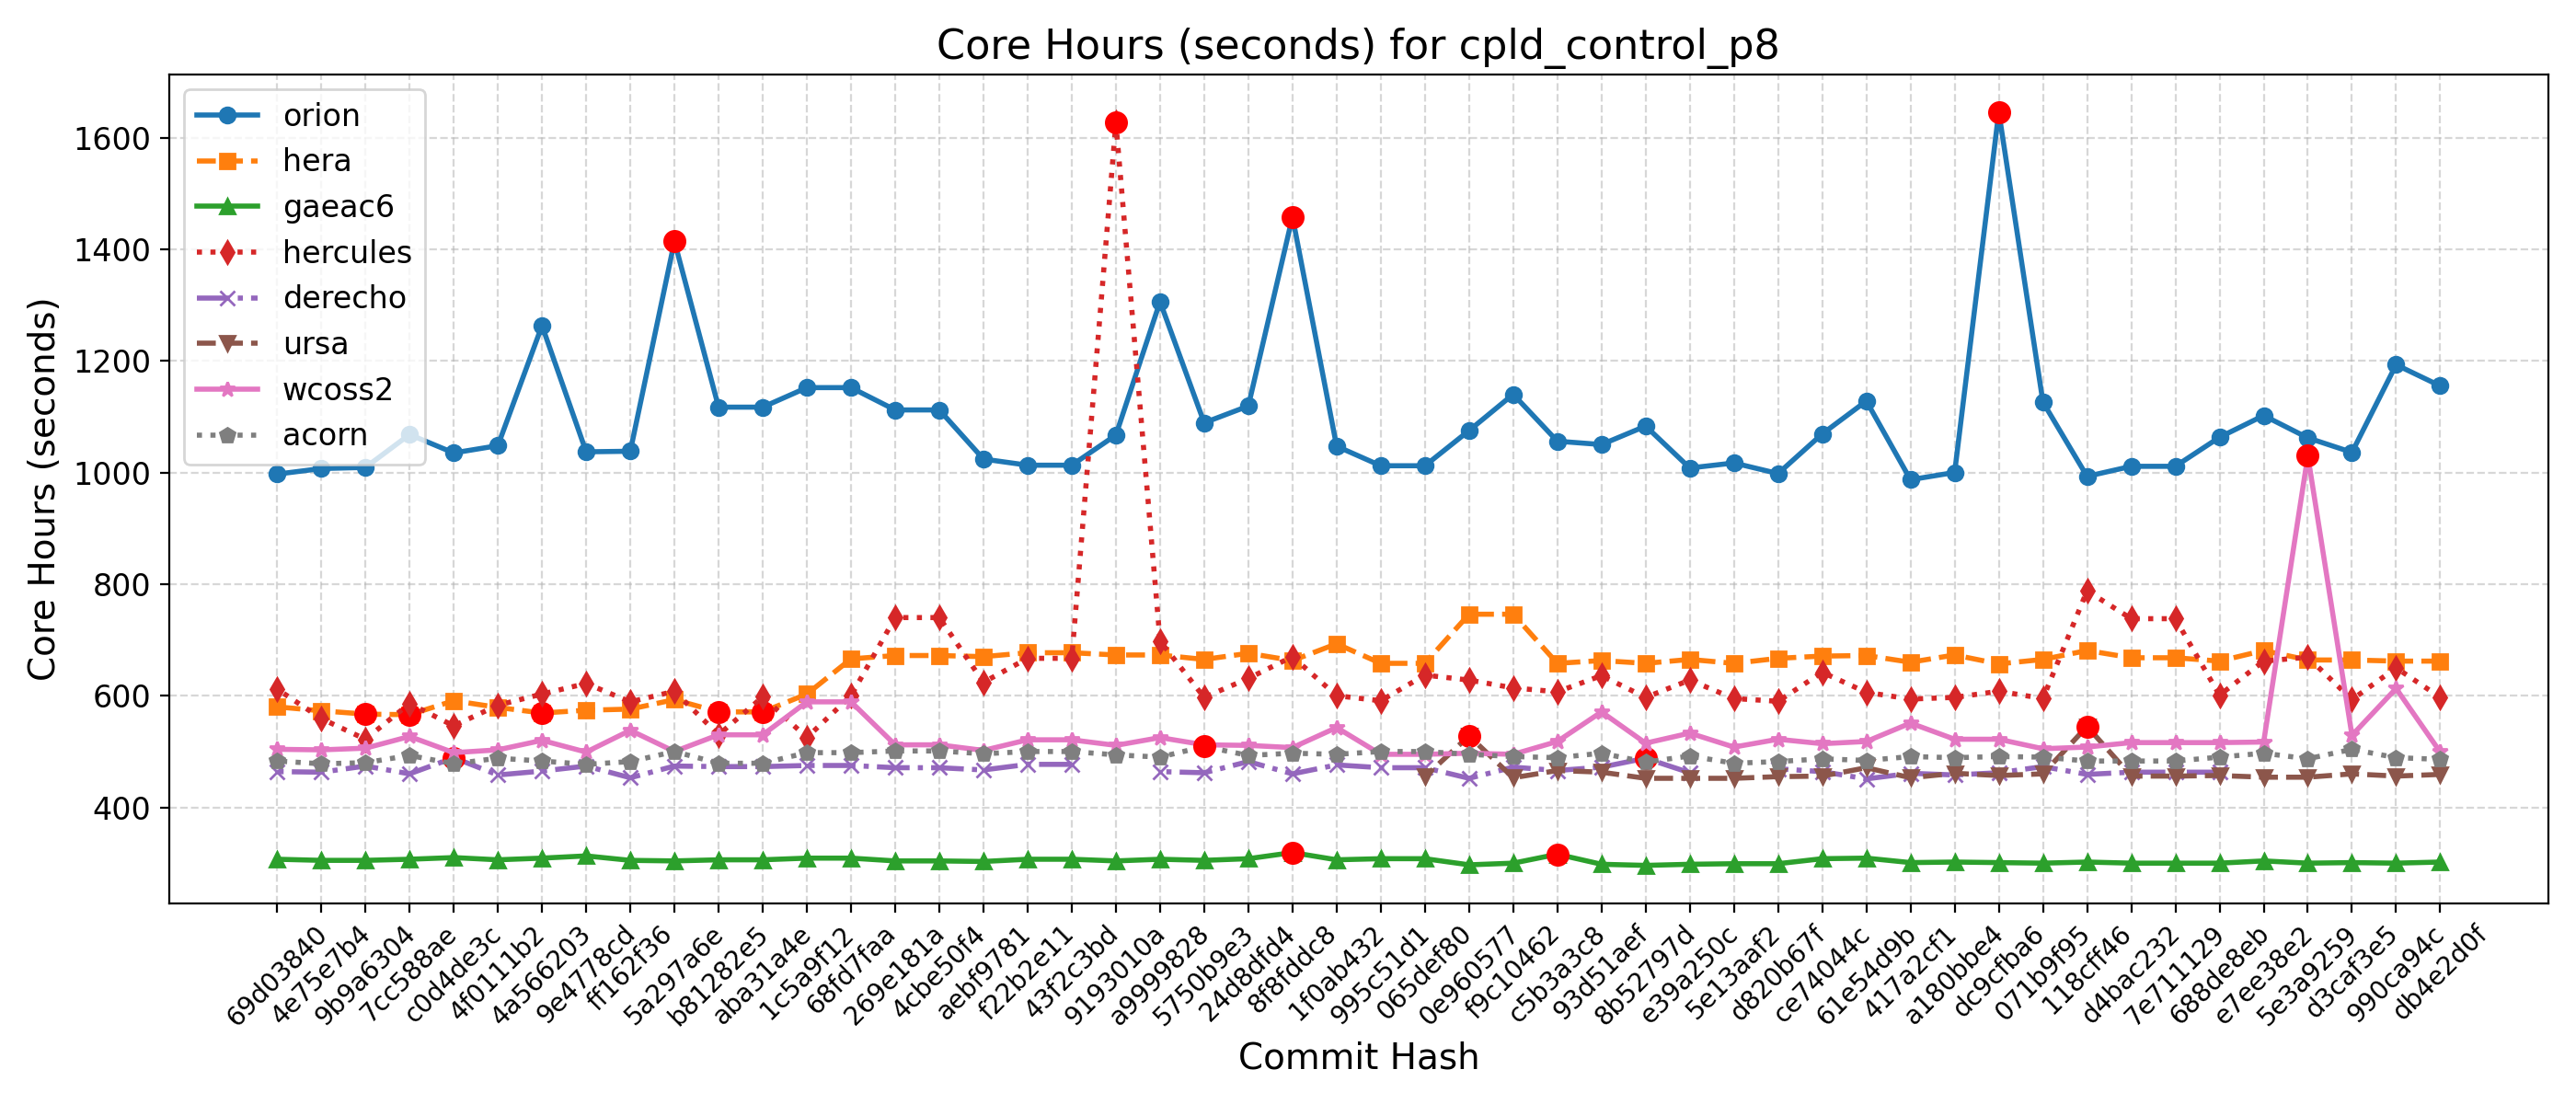 Core Hours (seconds) for cpld_control_p8
Core Hours (seconds)
1600
1400
1200
1000
800
600
400
orion
hera
gaeac6
hercules
derecho
ursa
wcoss2
acorn
69d03840
4e75e7b4
9b9a6304
7cc588ae
c0d4de3c
4f0111b2
4a566203
9e4778cd
ff162f36
5a297a6e
b81282e5
aba31a4e
1c5a9f12
68fd7faa
269e181a
4cbe50f4
aebf9781
f22b2e11
43f2c3bd
9193010a
a9999828
5750b9e3
24d8dfd4
8f8fddc8
1f0ab432
995c51d1
065def80
0e960577
f9c10462
c5b3a3c8
93d51aef
8b52797d
e39a250c
5e13aaf2
d820b67f
ce74044c
61e54d9b
417a2cf1
a180bbe4
dc9cfba6
071b9f95
118cff46
d4bac232
7e711129
688de8eb
e7ee38e2
5e3a9259
d3caf3e5
990ca94c
db4e2d0f
Commit Hash